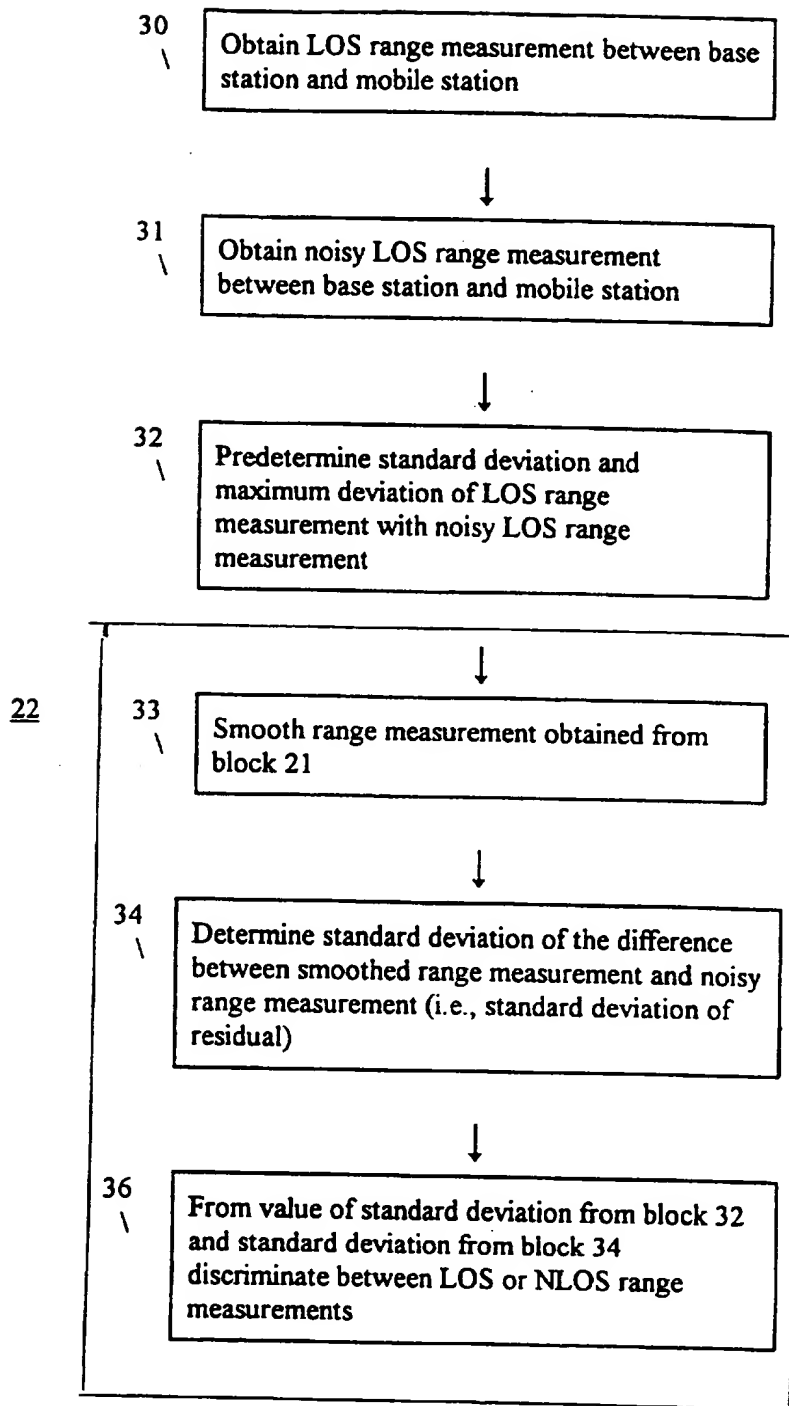 30
Obtain LOS range measurement between base
station and mobile station
31
Obtain noisy LOS range measurement
between base station and mobile station
32
Predetermine standard deviation and
maximum deviation of LOS range
measurement with noisy LOS range
measurement
22
33
Smooth range measurement obtained from
block 21
34
Determine standard deviation of the difference
between smoothed range measurement and noisy
range measurement (i.e., standard deviation of
residual)
36
From value of standard deviation from block 32
and standard deviation from block 34
discriminate between LOS or NLOS range
measurements